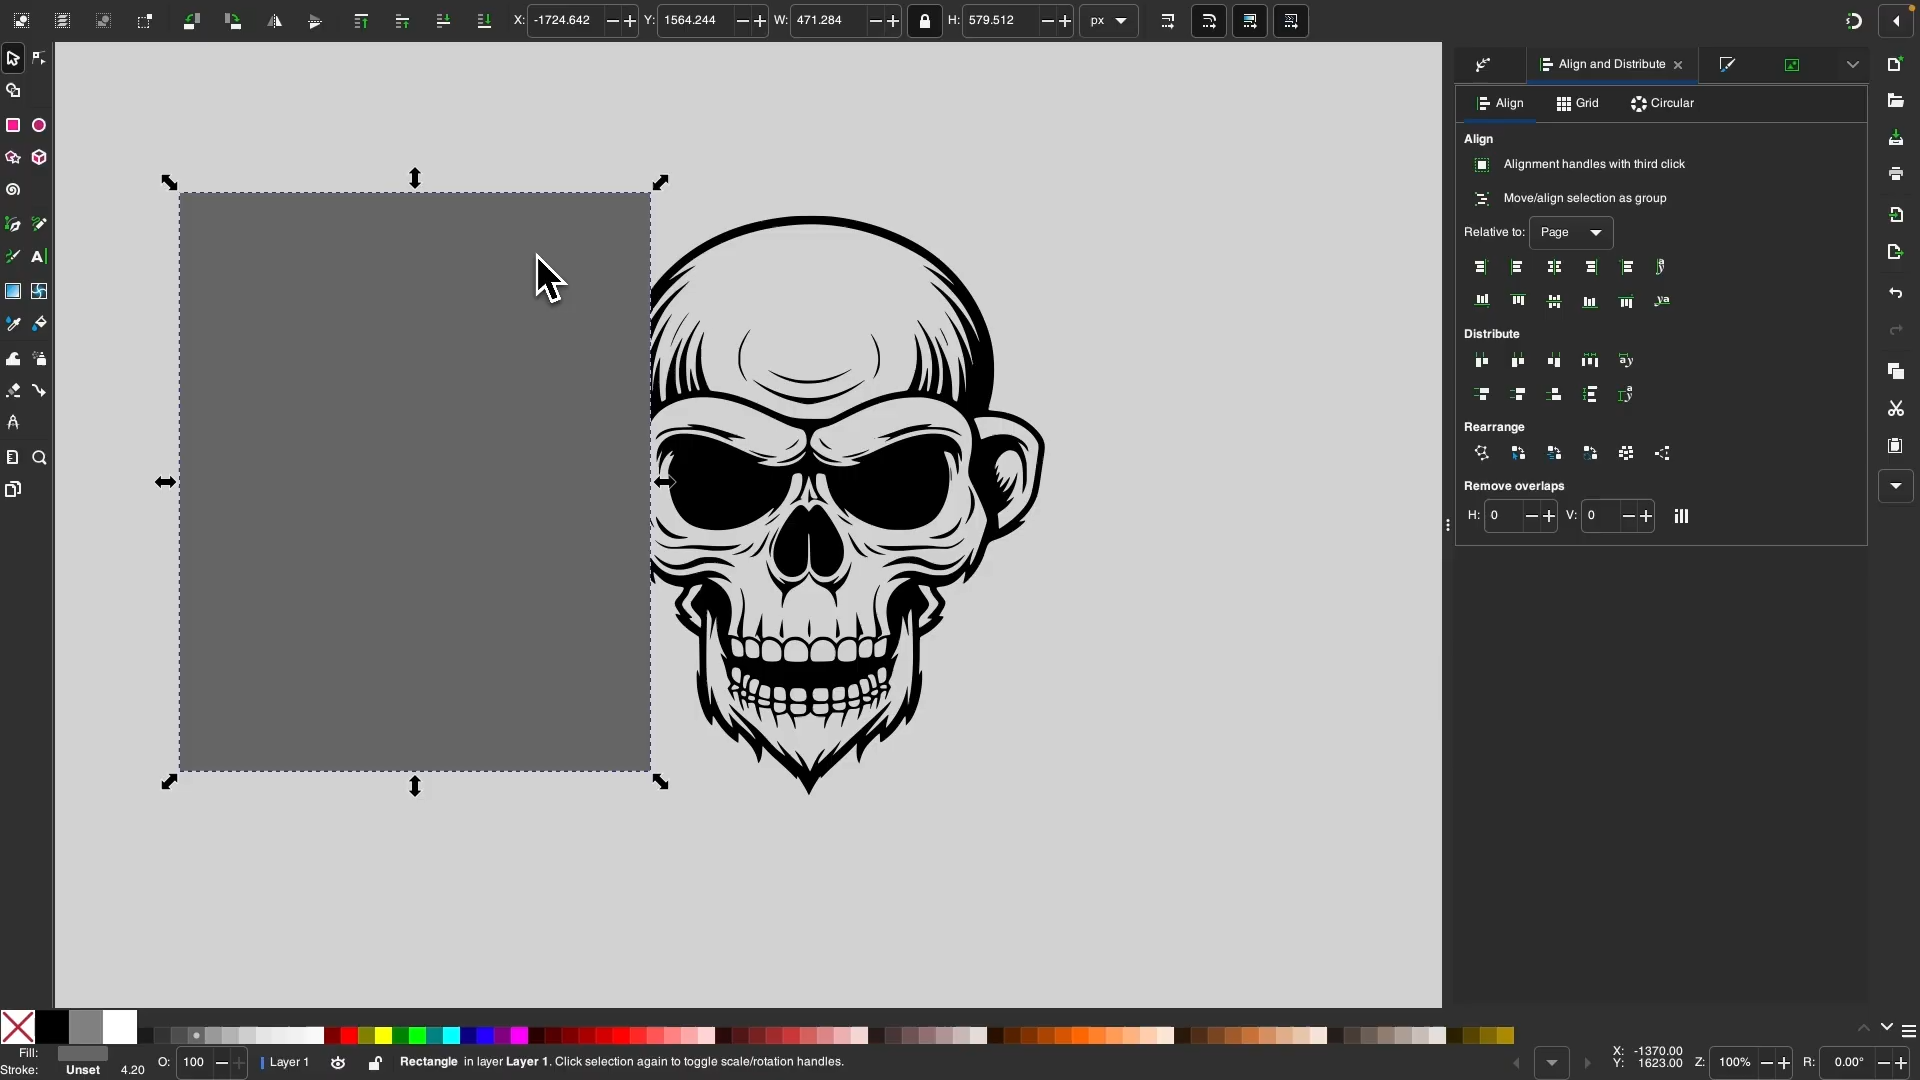 X: -1724.642 Y: 1564.244 W: 471.284 H: 579.512 px
Align and Distribute
Align Grid Circular
Align
Alignment handles with third click
Move/align selection as group
Relative to: Page
Distribute
Rearrange
Remove overlaps
H: 0 V: 0
Fill:
Stroke: Unset 4.20
O: 100
Layer 1
Rectangle in layer Layer 1. Click selection again to toggle scale/rotation handles.
X: -1370.00
Y: 1623.00
Z: 100%
R: 0.00°